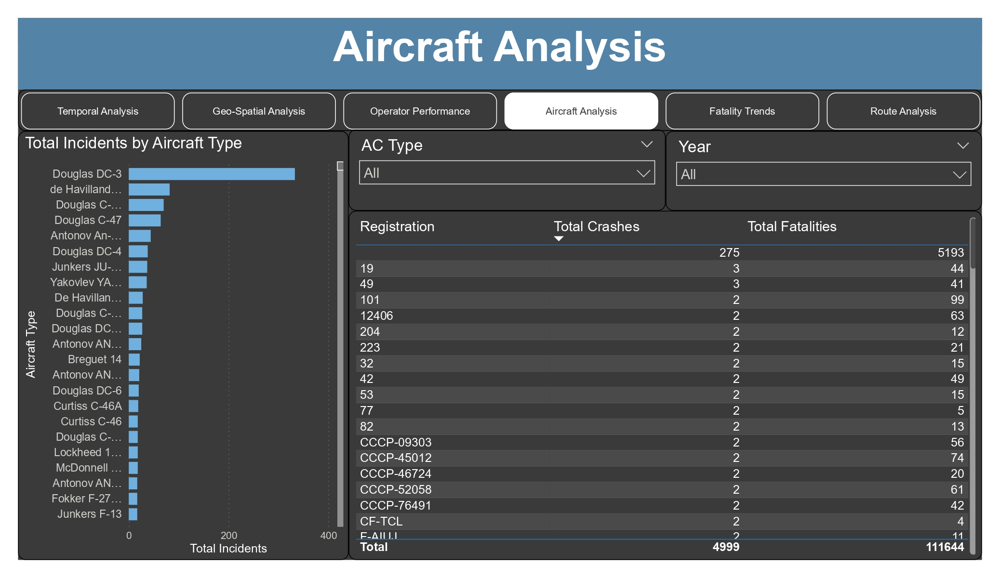 Aircraft Analysis
Temporal Analysis
Geo-Spatial Analysis
Operator Performance
Aircraft Analysis
Fatality Trends
Route Analysis
Total Incidents by Aircraft Type
Aircraft Type
Douglas DC-3
de Havilland…
Douglas C-…
Douglas C-47
Antonov An-…
Douglas DC-4
Junkers JU-…
Yakovlev YA…
De Havillan…
Douglas C-…
Douglas DC…
Antonov AN…
Breguet 14
Antonov AN…
Douglas DC-6
Curtiss C-46A
Curtiss C-46
Douglas C-…
Lockheed 1…
McDonnell …
Antonov AN…
Fokker F-27…
Junkers F-13
0 200 400
Total Incidents
AC Type
All
Year
All
Registration Total Crashes Total Fatalities
275 5193
19 3 44
49 3 41
101 2 99
12406 2 63
204 2 12
223 2 21
32 2 15
42 2 49
53 2 15
77 2 5
82 2 13
CCCP-09303 2 56
CCCP-45012 2 74
CCCP-46724 2 20
CCCP-52058 2 61
CCCP-76491 2 42
CF-TCL 2 4
2 11
Total 4999 111644